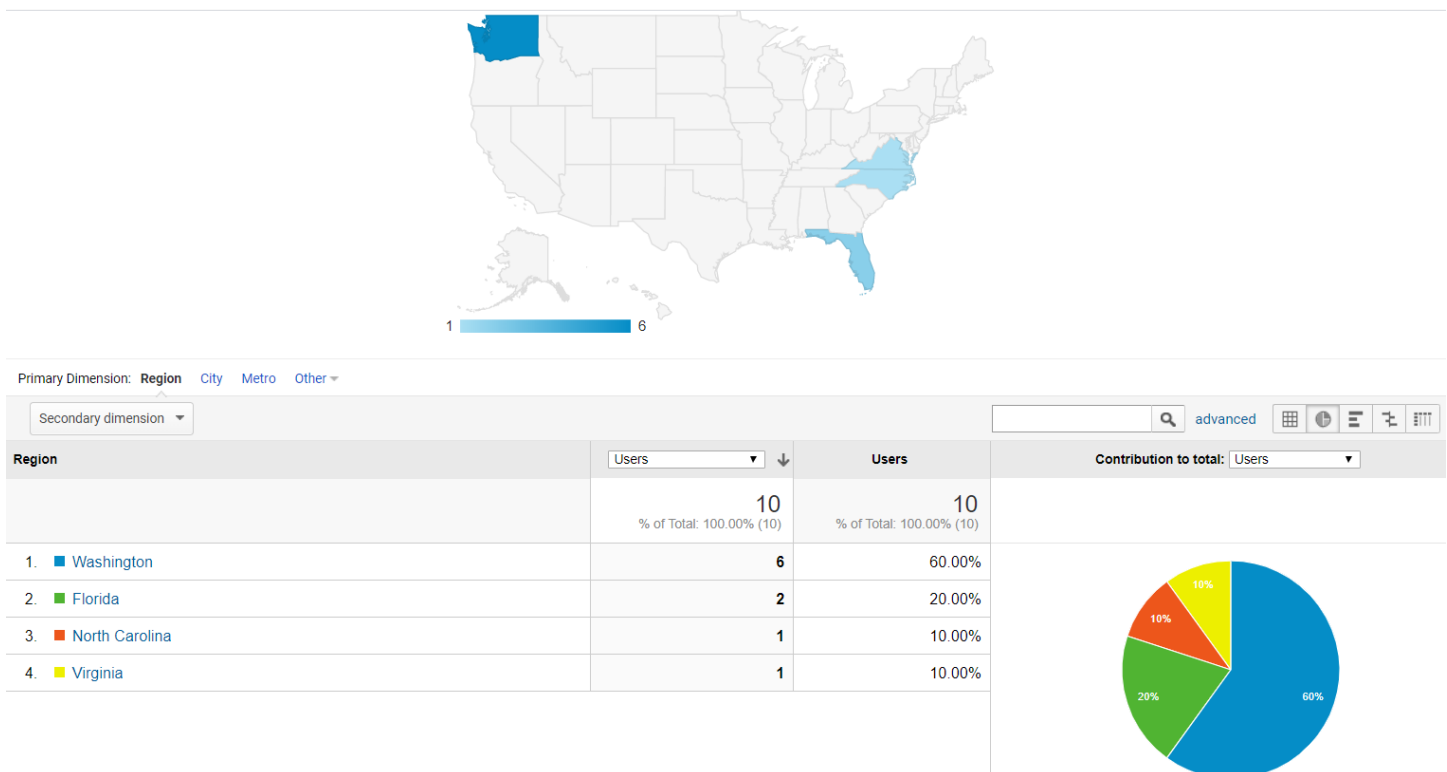 1 6
Primary Dimension: Region City Metro Other
Secondary dimension advanced
Region Users Users Contribution to total: Users
10 10
% of Total: 100.00% (10) % of Total: 100.00% (10)
1. Washington 6 60.00%
2. Florida 2 20.00%
3. North Carolina 1 10.00%
4. Virginia 1 10.00%
10%
10%
20% 60%